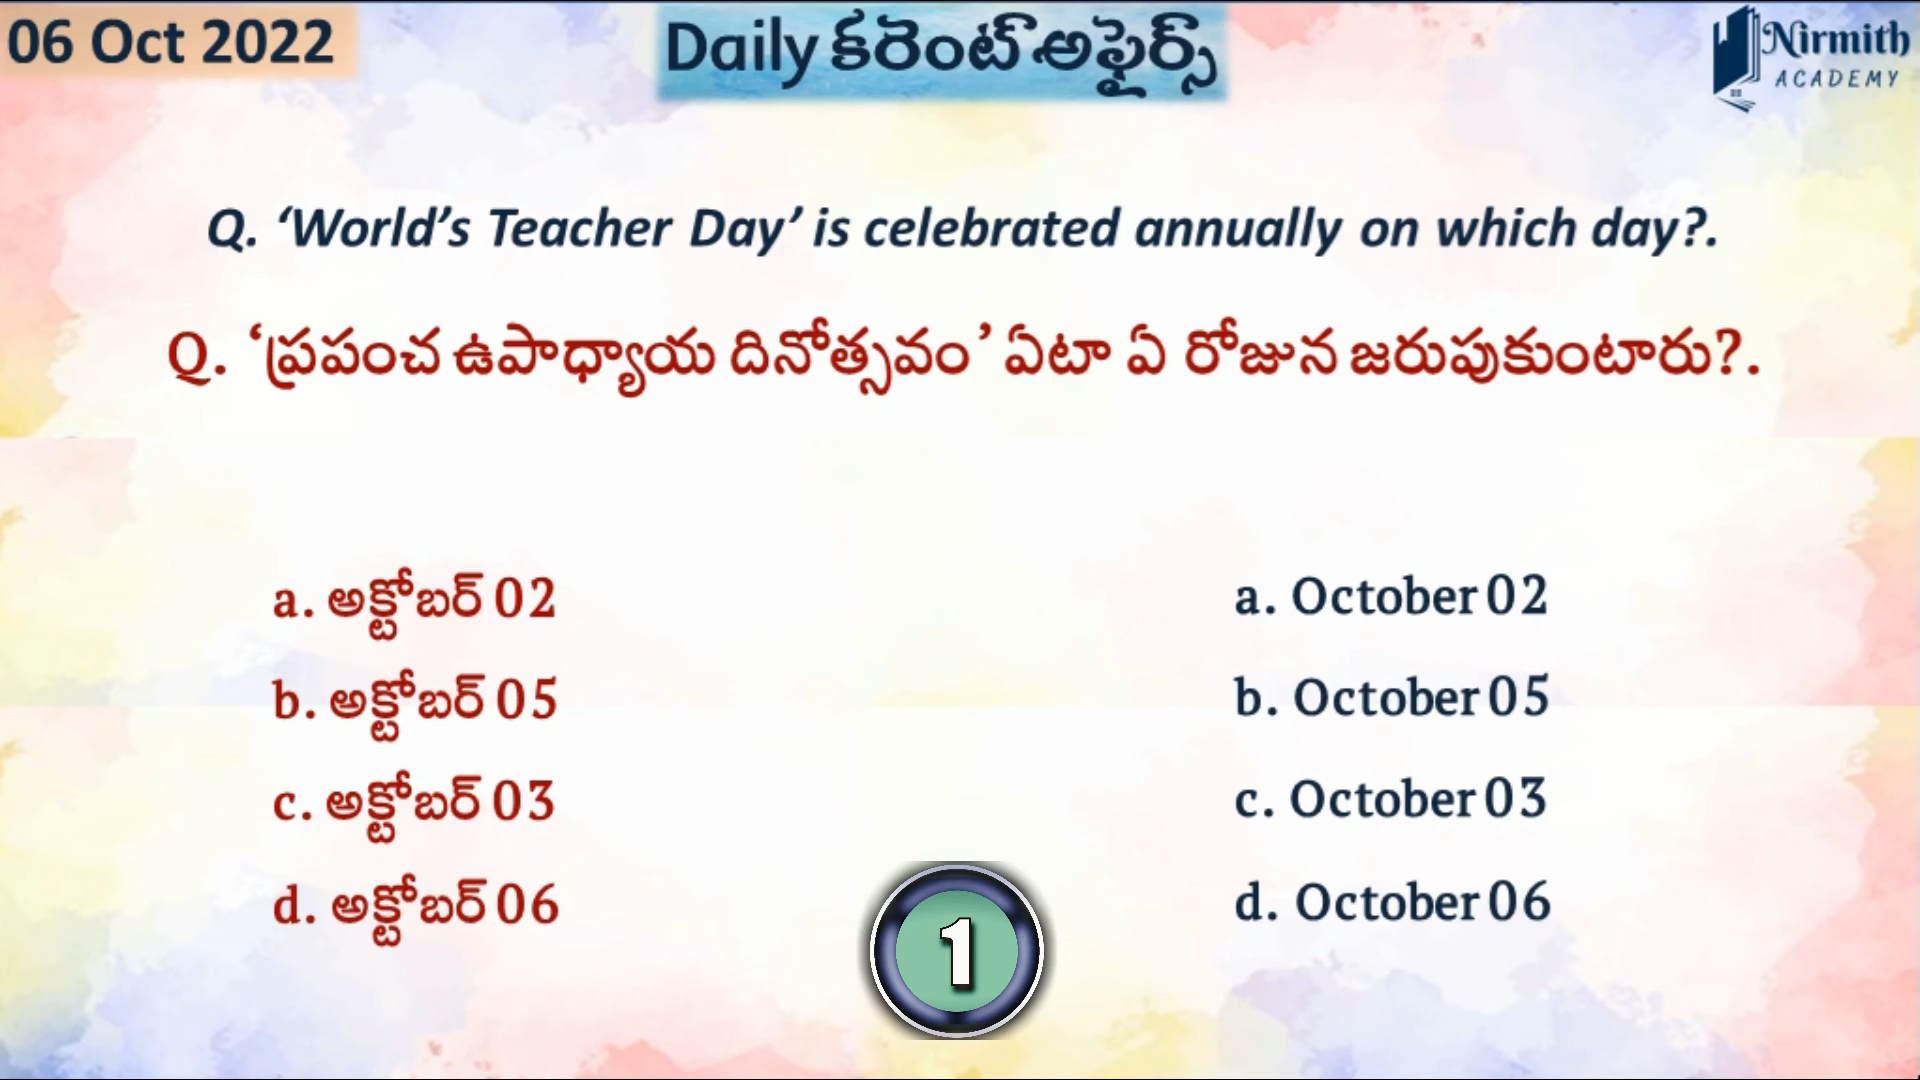 06 Oct 2022
Daily కరెంట్ అఫైర్స్
Nirmith
ACADEMY
Q. ‘World’s Teacher Day’ is celebrated annually on which day?.
Q. ‘ప్రపంచ ఉపాధ్యాయ దినోత్సవం’ ఏటా ఏ రోజున జరుపుకుంటారు?.
a. అక్టోబర్ 02
b. అక్టోబర్ 05
c. అక్టోబర్ 03
d. అక్టోబర్ 06
a. October 02
b. October 05
c. October 03
d. October 06
1